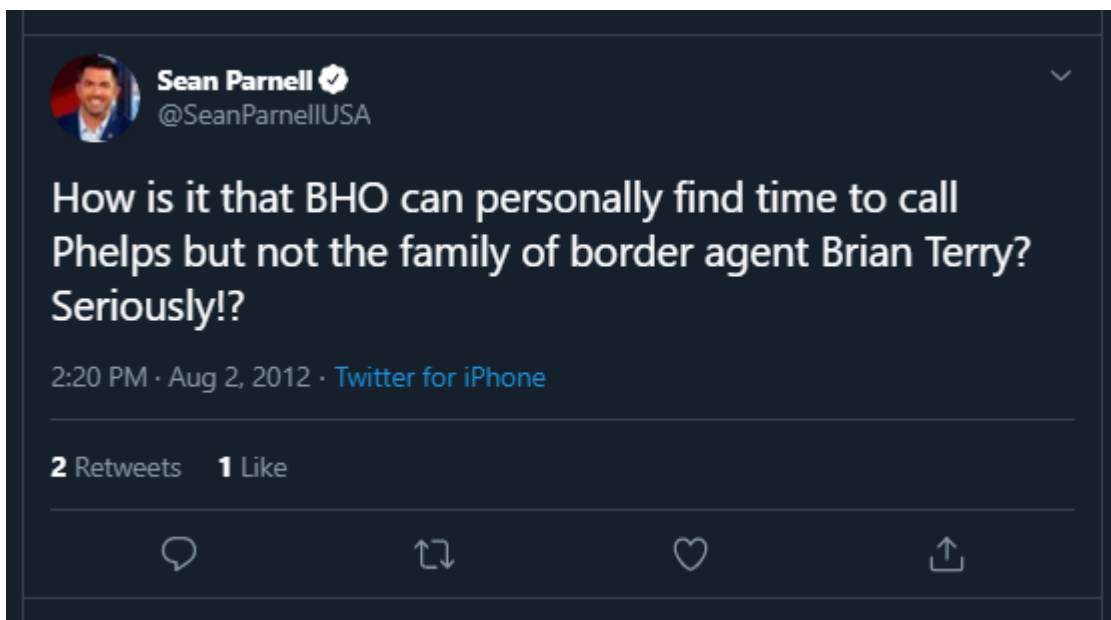 Sean Parnell
@SeanParnellUSA
How is it that BHO can personally find time to call
Phelps but not the family of border agent Brian Terry?
Seriously!?
2:20 PM · Aug 2, 2012 · Twitter for iPhone
2 Retweets 1 Like